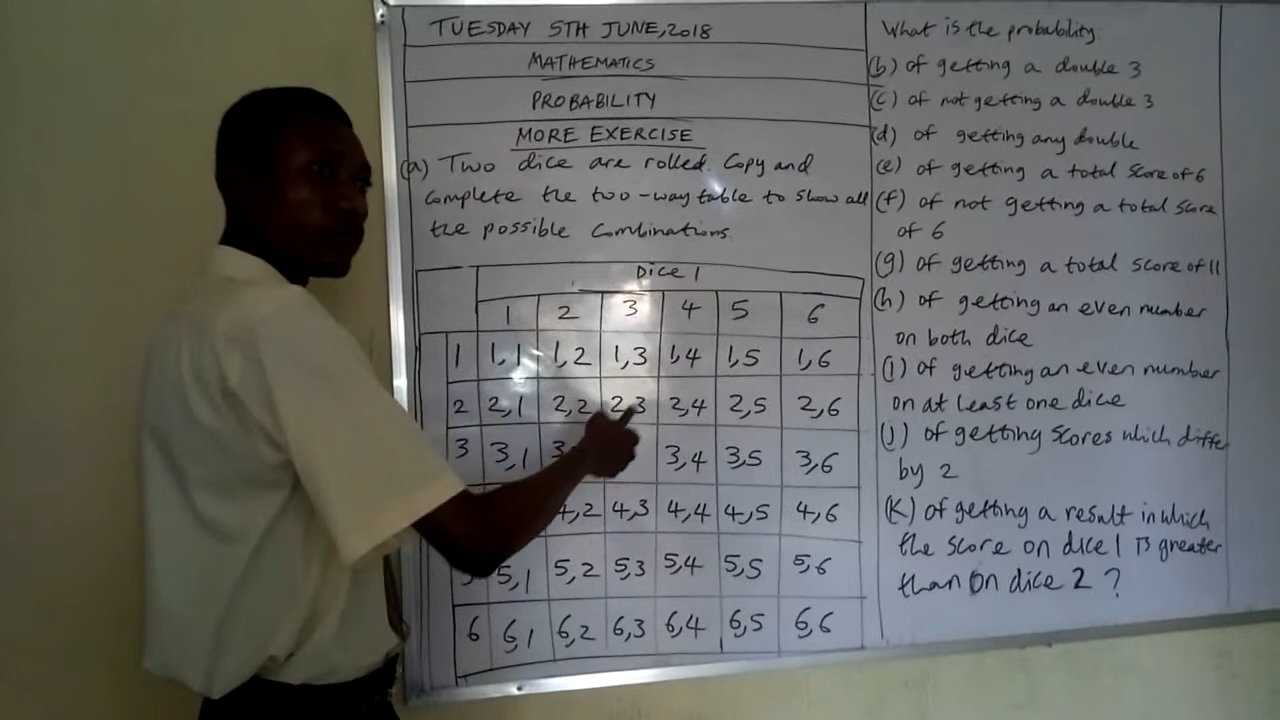 TUESDAY 5TH JUNE, 2018
MATHEMATICS
PROBABILITY
MORE EXERCISE
(a) Two dice are rolled. Copy and
complete the two-way table to show all
the possible combinations.
Dice 1
1 2 3 4 5 6
1 1,1 1,2 1,3 1,4 1,5 1,6
2 2,1 2,2 2,3 2,4 2,5 2,6
3 3,1 3,4 3,5 3,6
4,2 4,3 4,4 4,5 4,6
5,1 5,2 5,3 5,4 5,5 5,6
6 6,1 6,2 6,3 6,4 6,5 6,6
What is the probability
(b) of getting a double 3
(c) of not getting a double 3
(d) of getting any double
(e) of getting a total score of 6
(f) of not getting a total score
of 6
(g) of getting a total score of 11
(h) of getting an even number
on both dice
(i) of getting an even number
on at least one dice
(j) of getting scores which differ
by 2
(K) of getting a result in which
the score on dice 1 is greater
than on dice 2 ?